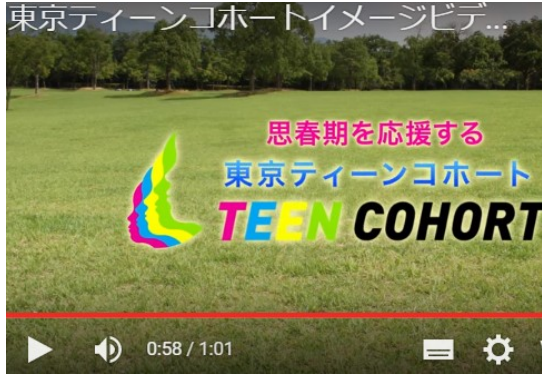 東京ティーンコホートイメージビデ...
思春期を応援する
東京ティーンコホート
TEEN COHORT
0:58 / 1:01